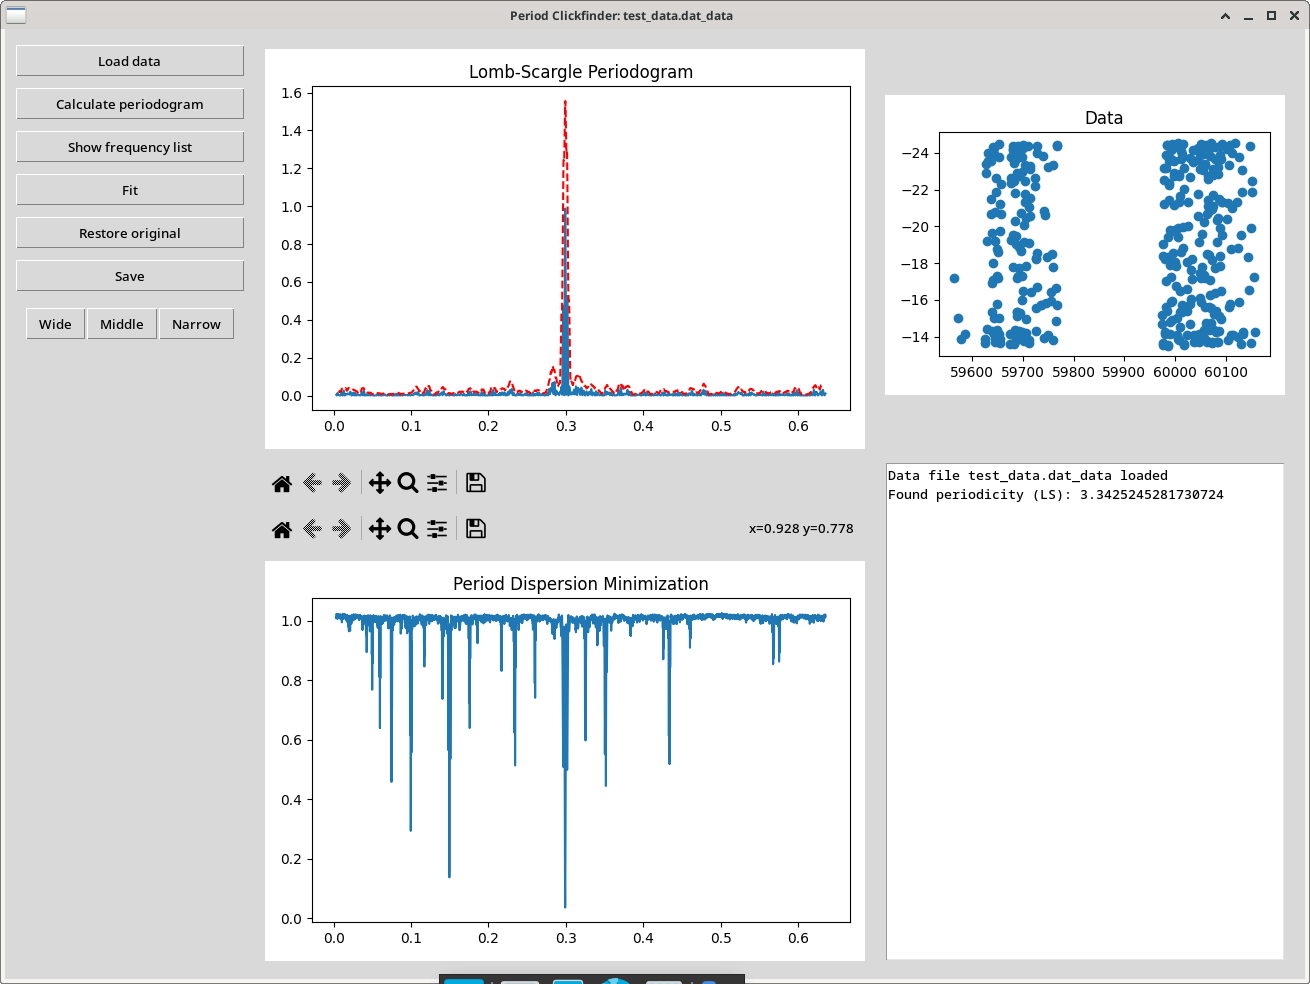 Period Clickfinder: test_data.dat_data
Load data
Calculate periodogram
Show frequency list
Fit
Restore original
Save
Wide Middle Narrow
Lomb-Scargle Periodogram
1.6
1.4
1.2
1.0
0.8
0.6
0.4
0.2
0.0
0.0 0.1 0.2 0.3 0.4 0.5 0.6
Data
−24
−22
−20
−18
−16
−14
59600 59700 59800 59900 60000 60100
x=0.928 y=0.778
Period Dispersion Minimization
1.0
0.8
0.6
0.4
0.2
0.0
0.0 0.1 0.2 0.3 0.4 0.5 0.6
Data file test_data.dat_data loaded
Found periodicity (LS): 3.3425245281730724